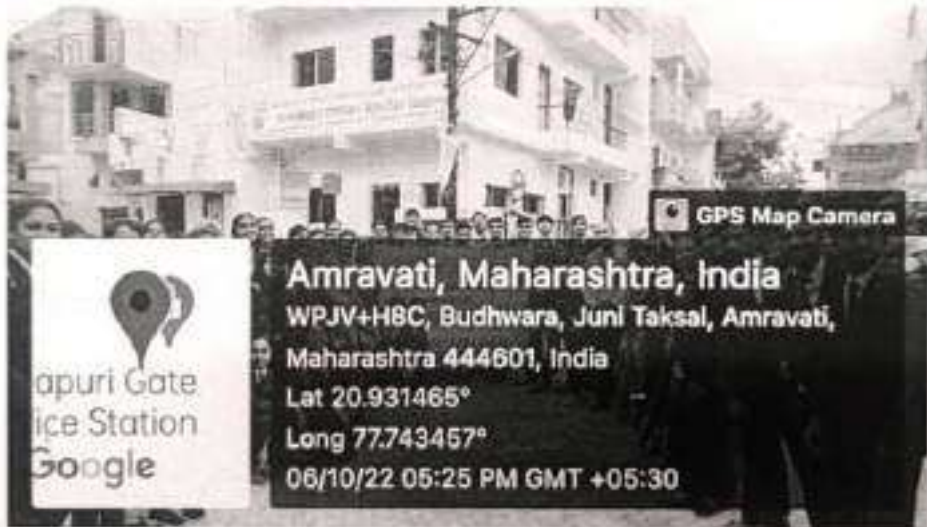 GPS Map Camera
Amravati, Maharashtra, India
WPJV+H8C, Budhwara, Juni Taksal, Amravati,
Maharashtra 444601, India
Lat 20.931465°
Long 77.743457°
06/10/22 05:25 PM GMT +05:30
apuri Gate
ice Station
Google